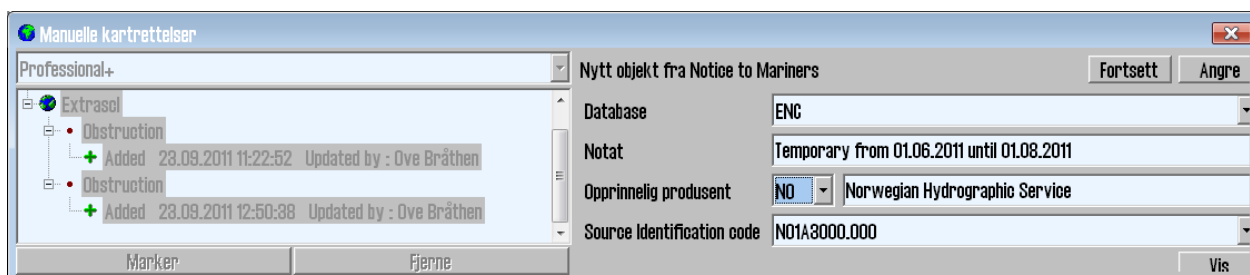 Manuelle kartrettelser
Professional+
Extrascl
Obstruction
Added 23.09.2011 11:22:52 Updated by : Ove Bråthen
Obstruction
Added 23.09.2011 12:50:38 Updated by : Ove Bråthen
Marker Fjerne
Nytt objekt fra Notice to Mariners Fortsett Angre
Database ENC
Notat Temporary from 01.06.2011 until 01.08.2011
Opprinnelig produsent NO Norwegian Hydrographic Service
Source Identification code NO1A3000.000
Vis